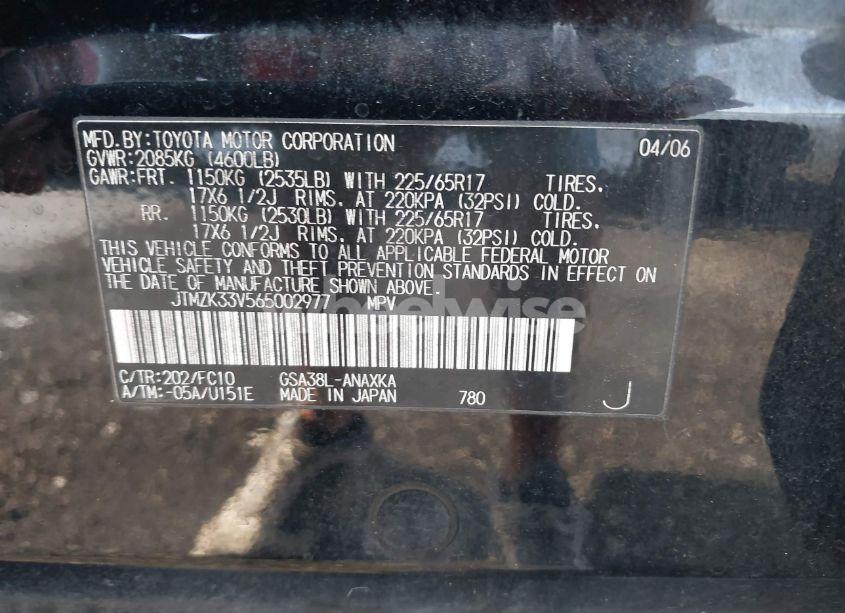 MFD.BY:TOYOTA MOTOR CORPORATION 04/06
GVWR:2085KG (4600LB)
GAWR:FRT. 1150KG (2535LB) WITH 225/65R17 TIRES.
17X6 1/2J RIMS. AT 220KPA (32PSI) COLD.
RR. 1150KG (2530LB) WITH 225/65R17 TIRES.
17X6 1/2J RIMS. AT 220KPA (32PSI) COLD.
THIS VEHICLE CONFORMS TO ALL APPLICABLE FEDERAL MOTOR
VEHICLE SAFETY AND THEFT PREVENTION STANDARDS IN EFFECT ON
THE DATE OF MANUFACTURE SHOWN ABOVE.
JTMZK33V565002977 MPV
wheelwise
C/TR:202/FC10 GSA38L-ANAXKA
A/TM:-05A/U151E MADE IN JAPAN 780 J